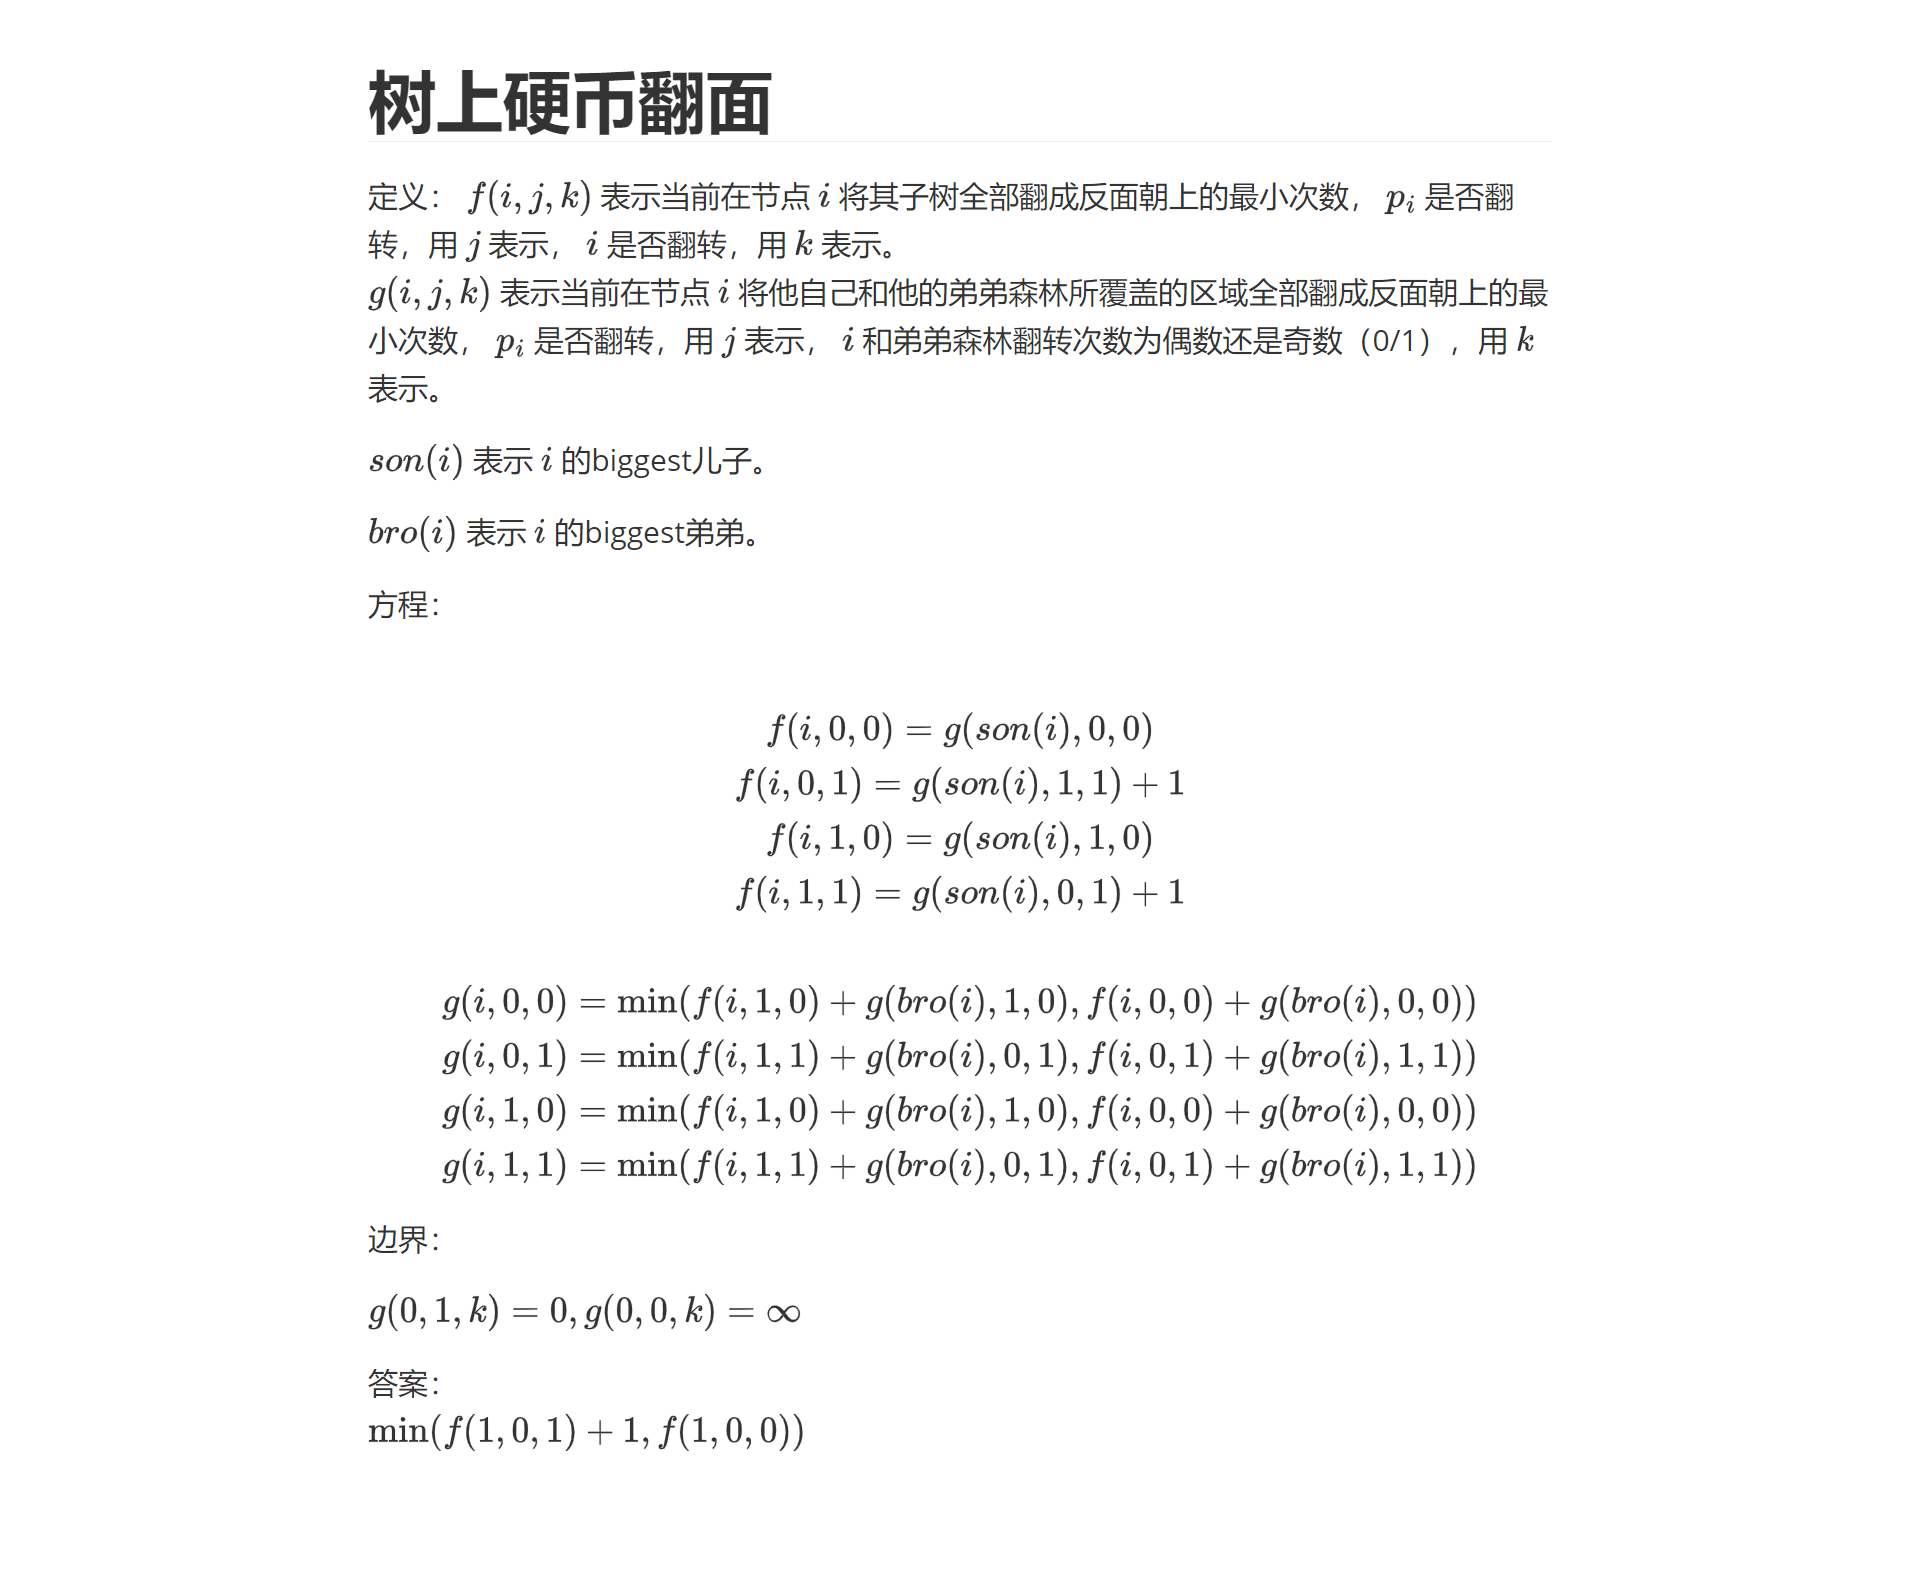 树上硬币翻面
定义： f(i, j, k) 表示当前在节点 i 将其子树全部翻成反面朝上的最小次数， p_i 是否翻
转，用 j 表示， i 是否翻转，用 k 表示。
g(i, j, k) 表示当前在节点 i 将他自己和他的弟弟森林所覆盖的区域全部翻成反面朝上的最
小次数， p_i 是否翻转，用 j 表示， i 和弟弟森林翻转次数为偶数还是奇数（0/1），用 k
表示。
son(i) 表示 i 的biggest儿子。
bro(i) 表示 i 的biggest弟弟。
方程：
f(i, 0, 0) = g(son(i), 0, 0)
f(i, 0, 1) = g(son(i), 1, 1) + 1
f(i, 1, 0) = g(son(i), 1, 0)
f(i, 1, 1) = g(son(i), 0, 1) + 1
g(i, 0, 0) = min(f(i, 1, 0) + g(bro(i), 1, 0), f(i, 0, 0) + g(bro(i), 0, 0))
g(i, 0, 1) = min(f(i, 1, 1) + g(bro(i), 0, 1), f(i, 0, 1) + g(bro(i), 1, 1))
g(i, 1, 0) = min(f(i, 1, 0) + g(bro(i), 1, 0), f(i, 0, 0) + g(bro(i), 0, 0))
g(i, 1, 1) = min(f(i, 1, 1) + g(bro(i), 0, 1), f(i, 0, 1) + g(bro(i), 1, 1))
边界：
g(0, 1, k) = 0, g(0, 0, k) = ∞
答案：
min(f(1, 0, 1) + 1, f(1, 0, 0))